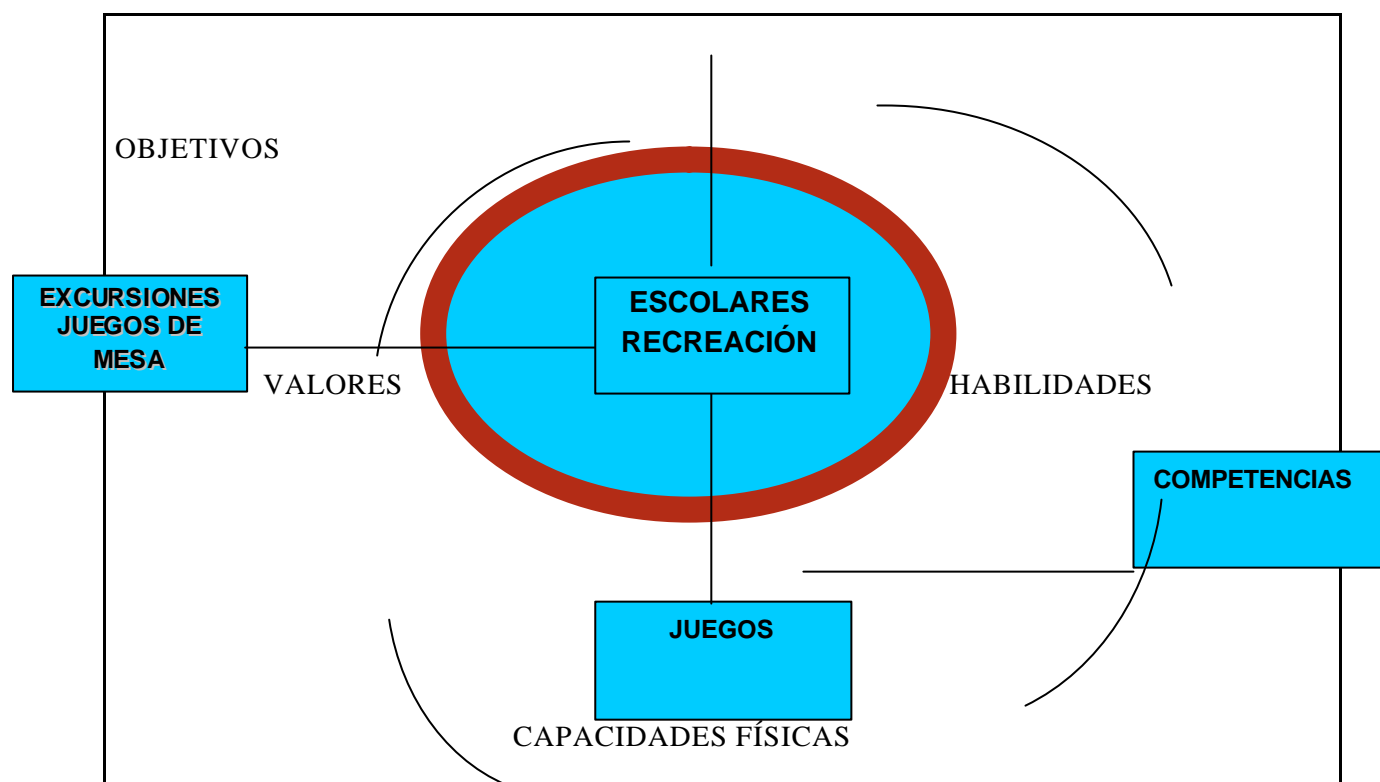 OBJETIVOS
EXCURSIONES
JUEGOS DE
MESA
ESCOLARES
RECREACIÓN
VALORES
HABILIDADES
COMPETENCIAS
JUEGOS
CAPACIDADES FÍSICAS